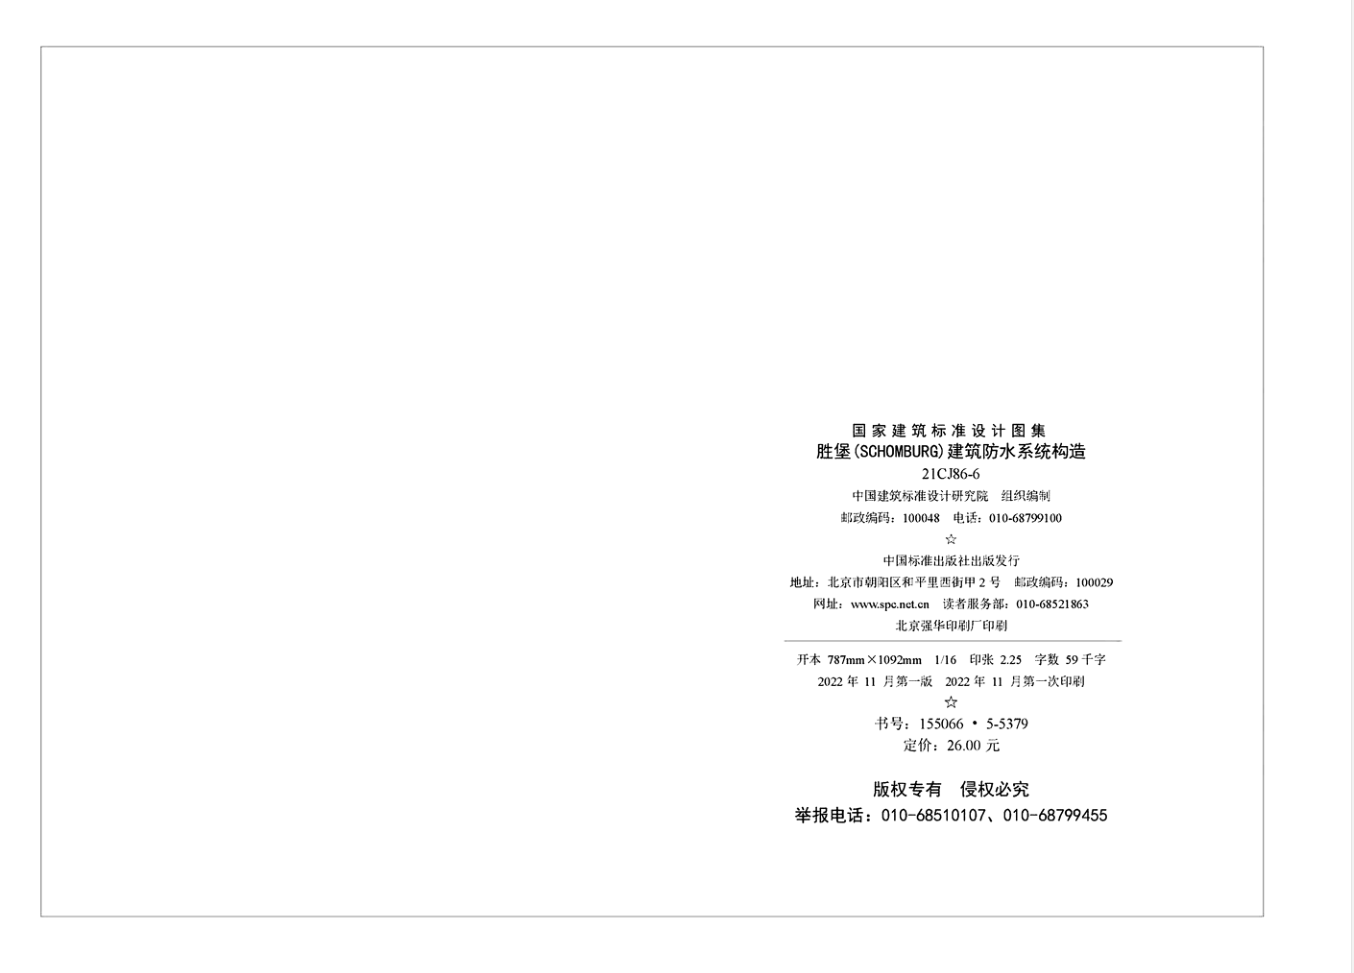 国家建筑标准设计图集
胜堡(SCHOMBURG)建筑防水系统构造
21CJ86-6
中国建筑标准设计研究院 组织编制
邮政编码：100048 电话：010-68799100
☆
中国标准出版社出版发行
地址：北京市朝阳区和平里西街甲2号 邮政编码：100029
网址：www.spc.net.cn 读者服务部：010-68521863
北京强华印刷厂印刷
开本 787mm×1092mm 1/16 印张 2.25 字数 59千字
2022年 11 月第一版 2022年 11 月第一次印刷
☆
书号：155066 • 5-5379
定价：26.00 元
版权专有 侵权必究
举报电话：010-68510107、010-68799455